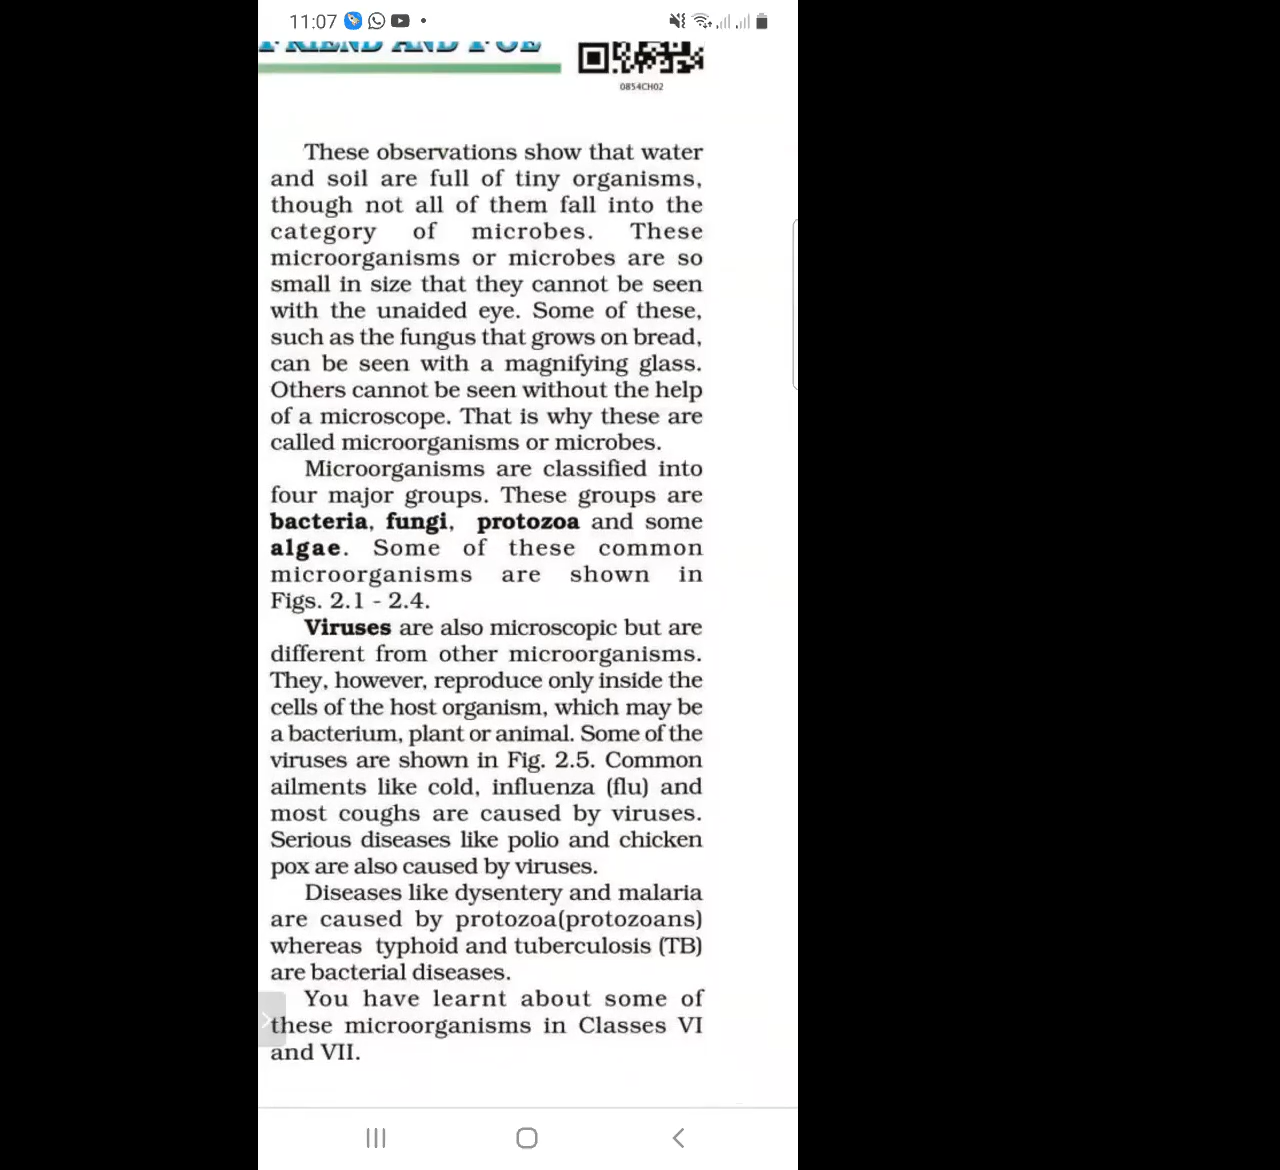 11:07
FRIEND AND FOE
0854CH02
These observations show that water
and soil are full of tiny organisms,
though not all of them fall into the
category of microbes. These
microorganisms or microbes are so
small in size that they cannot be seen
with the unaided eye. Some of these,
such as the fungus that grows on bread,
can be seen with a magnifying glass.
Others cannot be seen without the help
of a microscope. That is why these are
called microorganisms or microbes.
Microorganisms are classified into
four major groups. These groups are
bacteria, fungi, protozoa and some
algae. Some of these common
microorganisms are shown in
Figs. 2.1 - 2.4.
Viruses are also microscopic but are
different from other microorganisms.
They, however, reproduce only inside the
cells of the host organism, which may be
a bacterium, plant or animal. Some of the
viruses are shown in Fig. 2.5. Common
ailments like cold, influenza (flu) and
most coughs are caused by viruses.
Serious diseases like polio and chicken
pox are also caused by viruses.
Diseases like dysentery and malaria
are caused by protozoa(protozoans)
whereas typhoid and tuberculosis (TB)
are bacterial diseases.
You have learnt about some of
these microorganisms in Classes VI
and VII.